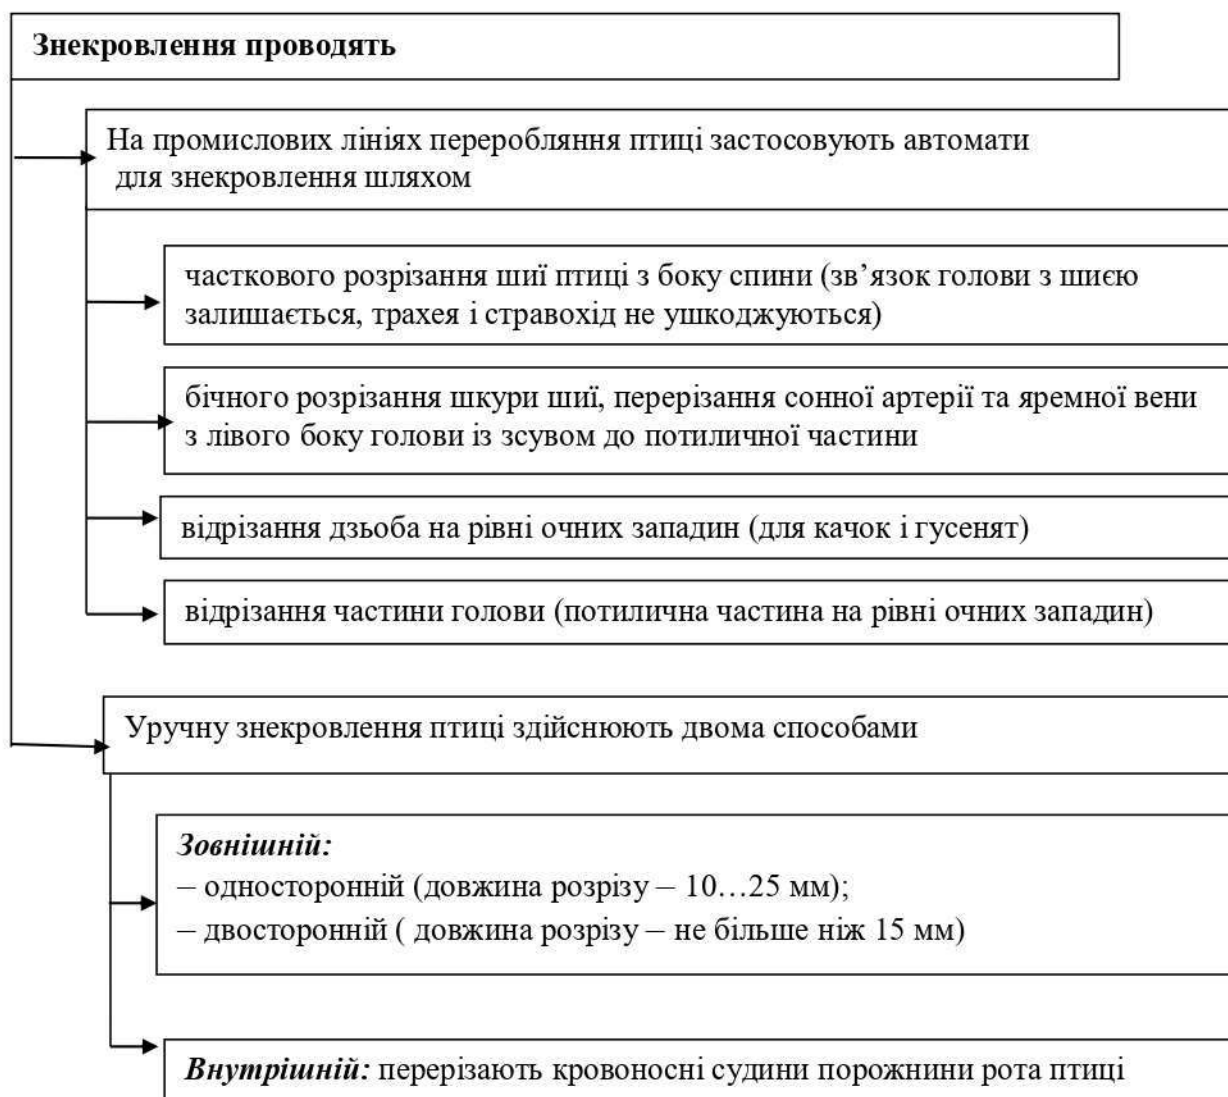 Знекровлення проводять
На промислових лініях переробляння птиці застосовують автомати
для знекровлення шляхом
часткового розрізання шиї птиці з боку спини (зв’язок голови з шиєю
залишається, трахея і стравохід не ушкоджуються)
бічного розрізання шкури шиї, перерізання сонної артерії та яремної вени
з лівого боку голови із зсувом до потиличної частини
відрізання дзьоба на рівні очних западин (для качок і гусенят)
відрізання частини голови (потилична частина на рівні очних западин)
Уручну знекровлення птиці здійснюють двома способами
Зовнішній:
– односторонній (довжина розрізу – 10…25 мм);
– двосторонній ( довжина розрізу – не більше ніж 15 мм)
Внутрішній: перерізають кровоносні судини порожнини рота птиці